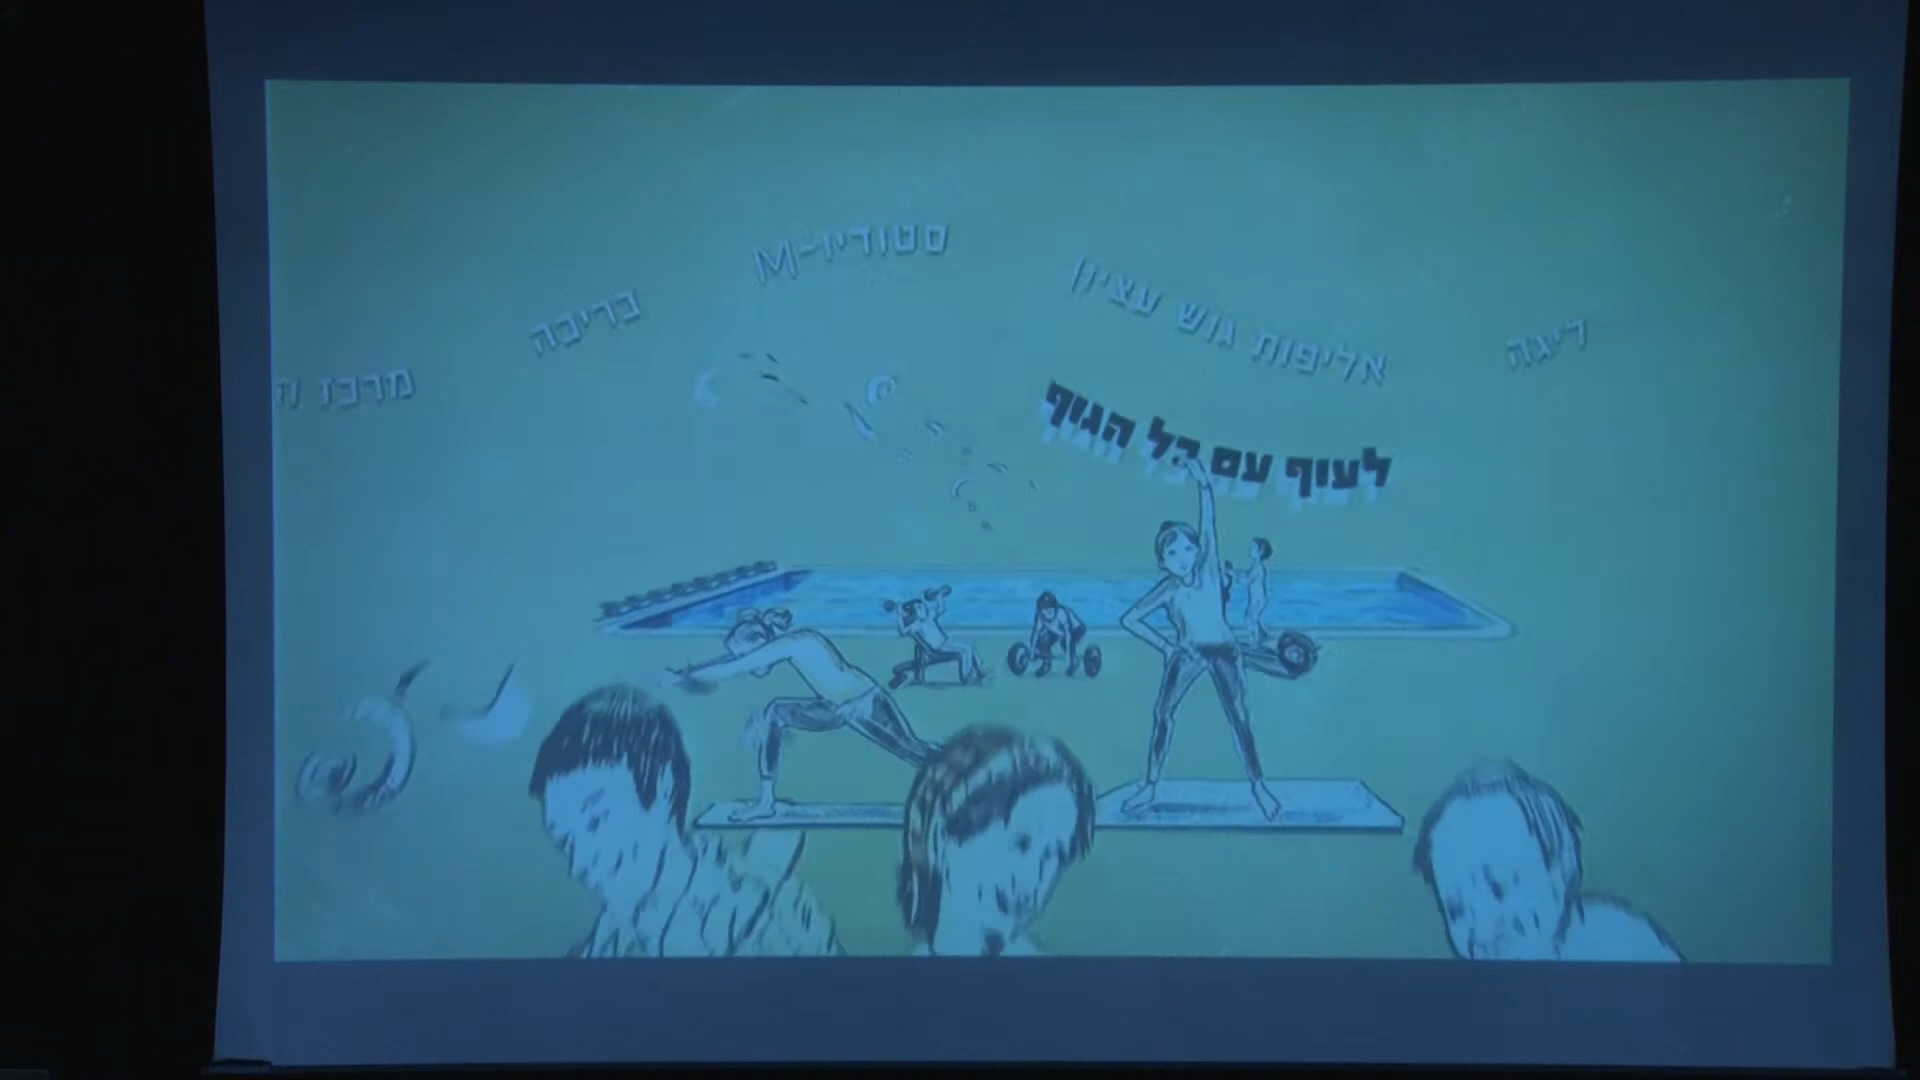 ליגה
אליפות גוש עציון
סטודיו-M
בריכה
מרכז
לעוף עם כל הגוף